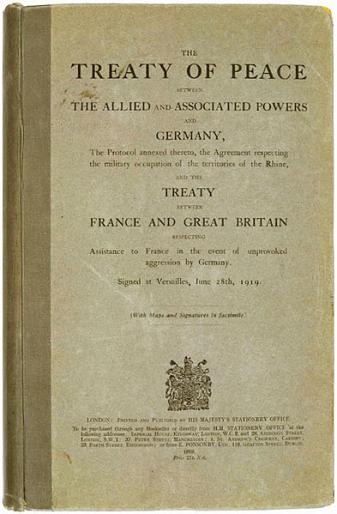 THE
TREATY OF PEACE
BETWEEN
THE ALLIED AND ASSOCIATED POWERS
AND
GERMANY,
The Protocol annexed thereto, the Agreement respecting
the military occupation of the territories of the Rhine,
AND THE
TREATY
BETWEEN
FRANCE AND GREAT BRITAIN
RESPECTING
Assistance to France in the event of unprovoked
aggression by Germany.
Signed at Versailles, June 28th, 1919.
(With Maps and Signatures in facsimile)
LONDON: PRINTED AND PUBLISHED BY HIS MAJESTY'S STATIONERY OFFICE
To be purchased through any Bookseller or directly from H.M. STATIONERY OFFICE at the
following addresses: IMPERIAL HOUSE, KINGSWAY, LONDON, W.C. 2, and 28, ABINGDON STREET,
LONDON, S.W. 1; 37, PETER STREET, MANCHESTER; 1, ST. ANDREW'S CRESCENT, CARDIFF;
23, FORTH STREET, EDINBURGH; or from E. PONSONBY, LTD., 116, GRAFTON STREET, DUBLIN.
1919.
Price 21s. Net.